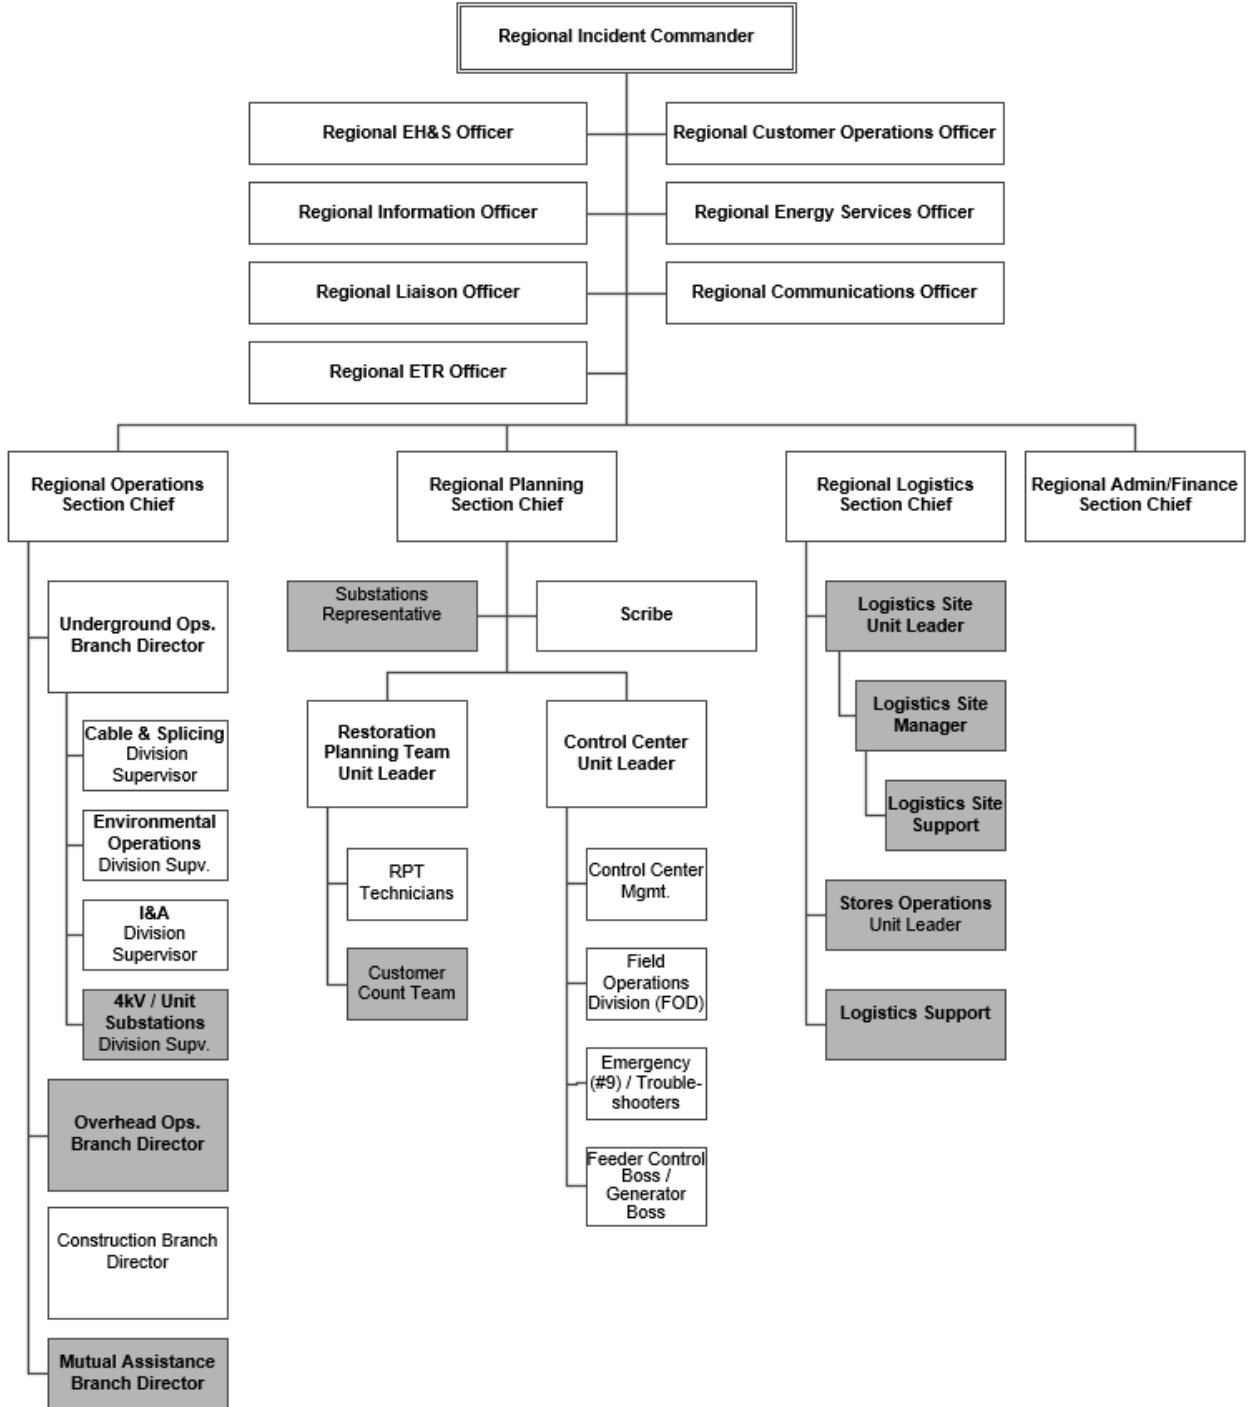 Regional Incident Commander
Regional EH&S Officer
Regional Customer Operations Officer
Regional Information Officer
Regional Energy Services Officer
Regional Liaison Officer
Regional Communications Officer
Regional ETR Officer
Regional Operations
Section Chief
Regional Planning
Section Chief
Regional Logistics
Section Chief
Regional Admin/Finance
Section Chief
Underground Ops.
Branch Director
Cable & Splicing
Division
Supervisor
Environmental
Operations
Division Supv.
I&A
Division
Supervisor
4kV / Unit
Substations
Division Supv.
Overhead Ops.
Branch Director
Construction Branch
Director
Mutual Assistance
Branch Director
Substations
Representative
Scribe
Restoration
Planning Team
Unit Leader
RPT
Technicians
Customer
Count Team
Control Center
Unit Leader
Control Center
Mgmt.
Field
Operations
Division (FOD)
Emergency
(#9) / Trouble-
shooters
Feeder Control
Boss /
Generator
Boss
Logistics Site
Unit Leader
Logistics Site
Manager
Logistics Site
Support
Stores Operations
Unit Leader
Logistics Support